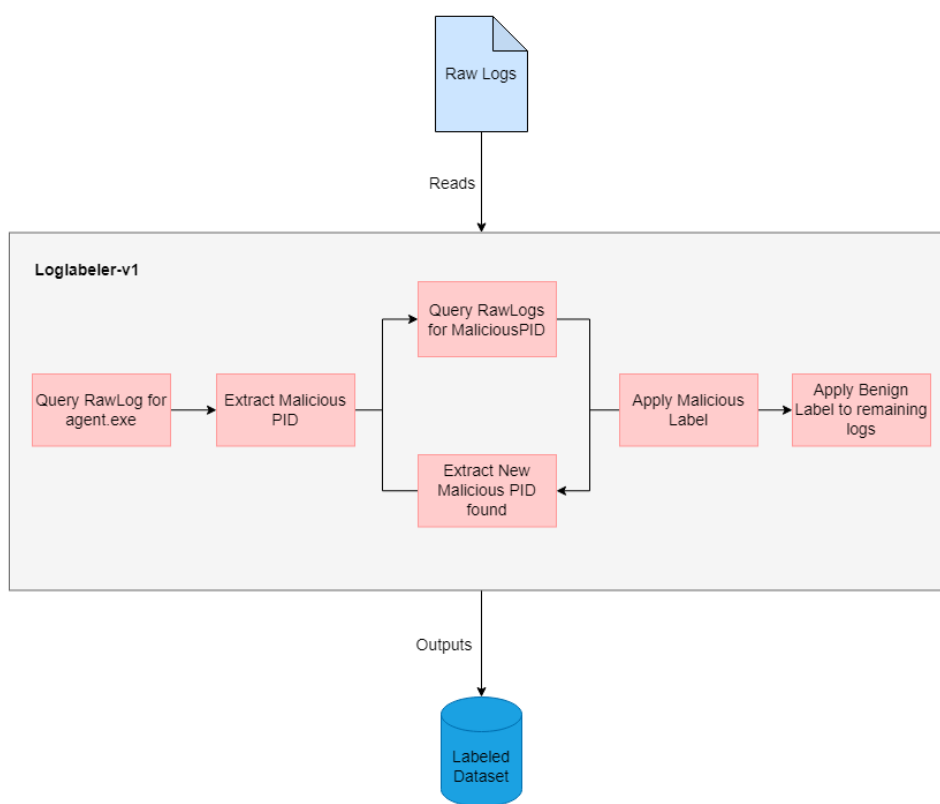 Raw Logs
Reads
Loglabeler-v1
Query RawLogs
for MaliciousPID
Query RawLog for
agent.exe
Extract Malicious
PID
Apply Malicious
Label
Apply Benign
Label to remaining
logs
Extract New
Malicious PID
found
Outputs
Labeled
Dataset